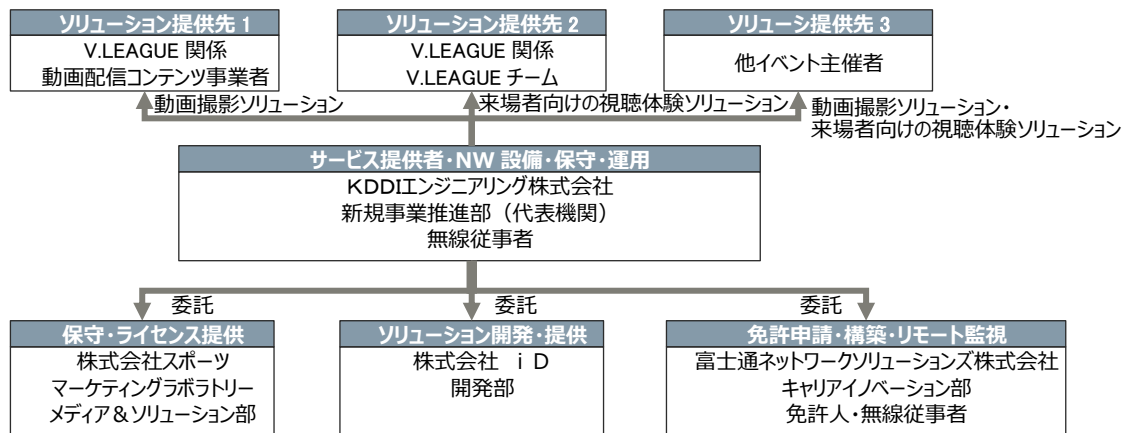 ソリューション提供先 1
V.LEAGUE 関係
動画配信コンテンツ事業者
ソリューション提供先 2
V.LEAGUE 関係
V.LEAGUE チーム
ソリューシ提供先 3
他イベント主催者
動画撮影ソリューション
来場者向けの視聴体験ソリューション
動画撮影ソリューション・
来場者向けの視聴体験ソリューション
サービス提供者・NW 設備・保守・運用
KDDIエンジニアリング株式会社
新規事業推進部（代表機関）
無線従事者
委託
委託
委託
保守・ライセンス提供
株式会社スポーツ
マーケティングラボラトリー
メディア＆ソリューション部
ソリューション開発・提供
株式会社 ｉＤ
開発部
免許申請・構築・リモート監視
富士通ネットワークソリューションズ株式会社
キャリアイノベーション部
免許人・無線従事者